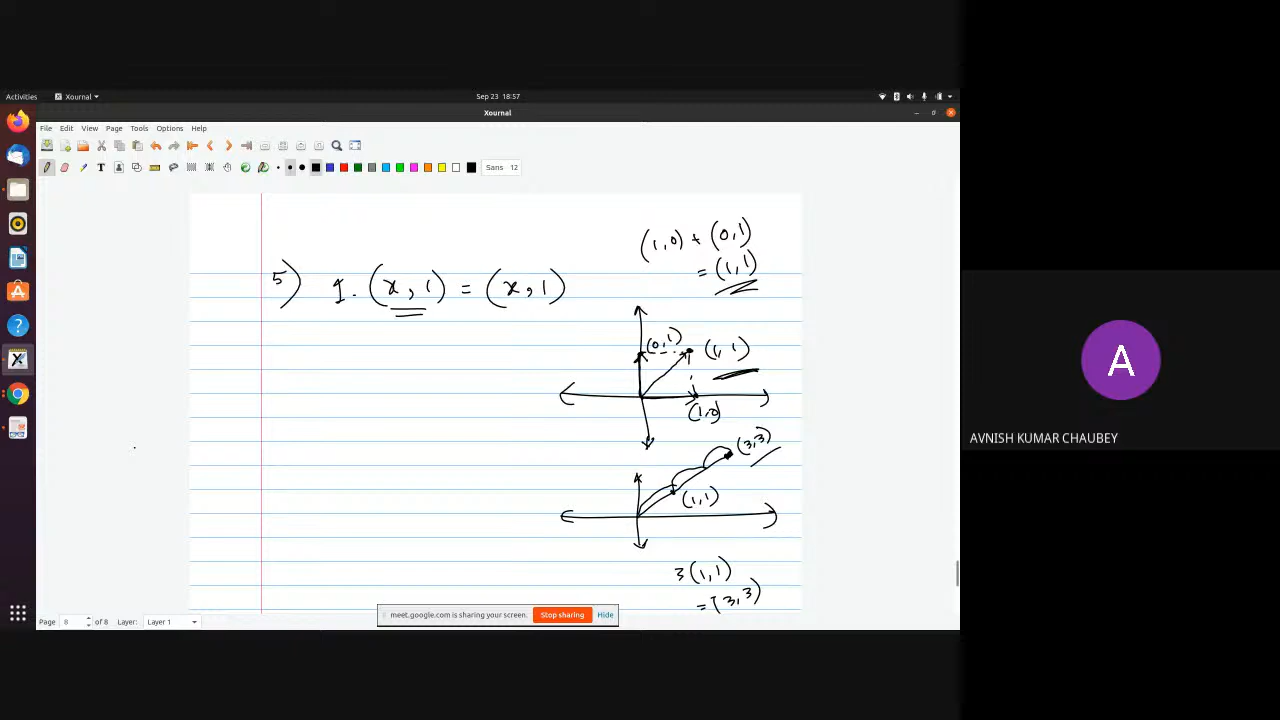 Activities
Xournal
Sep 23 18:57
Xournal
File Edit View Page Tools Options Help
Sans 12
(1,0) + (0,1)
= (1,1)
5) 1. (x, 1) = (x, 1)
(0,1)
(1, 1)
(1,0)
(3,3)
(1,1)
3(1,1)
= (3,3)
meet.google.com is sharing your screen. Stop sharing Hide
Page 8 of 8 Layer: Layer 1
A
AVNISH KUMAR CHAUBEY